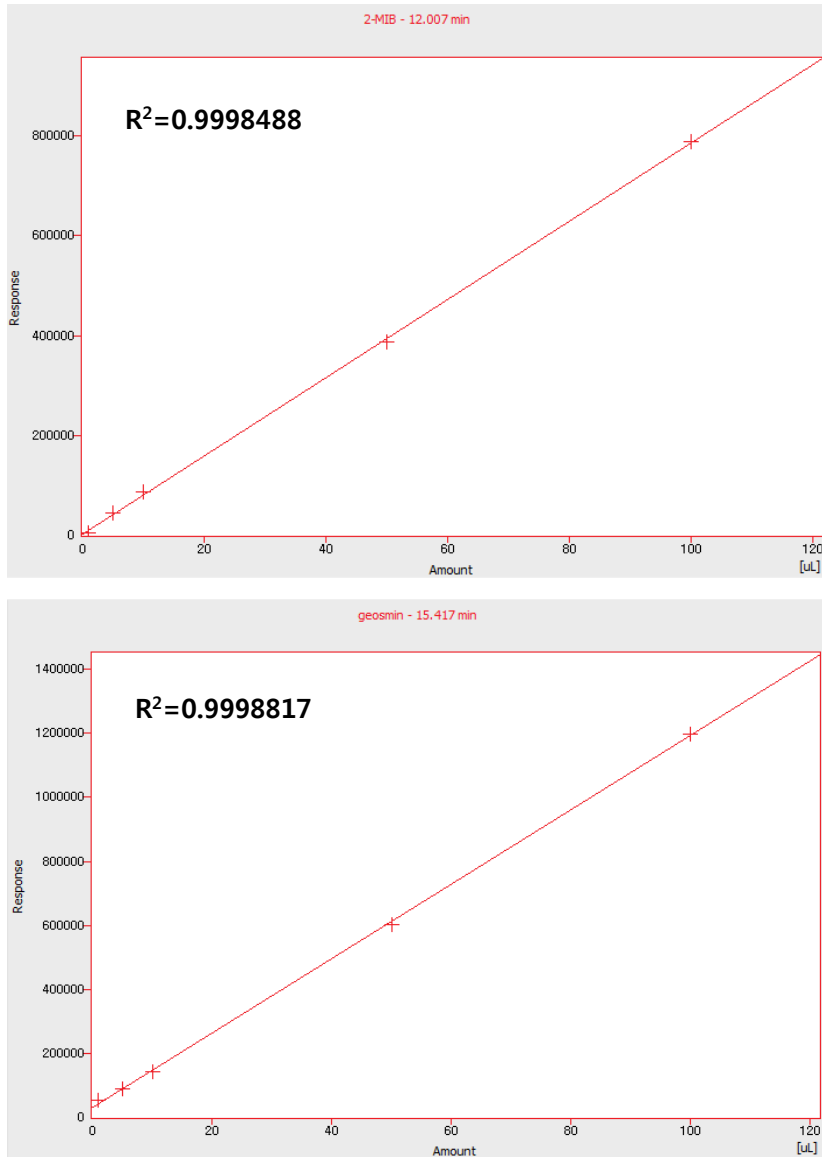 2-MIB - 12.007 min
R²=0.9998488
800000
600000
400000
200000
0
Response
0 20 40 60 80 100 120
Amount
[uL]
geosmin - 15.417 min
R²=0.9998817
1400000
1200000
1000000
800000
600000
400000
200000
0
Response
0 20 40 60 80 100 120
Amount
[uL]